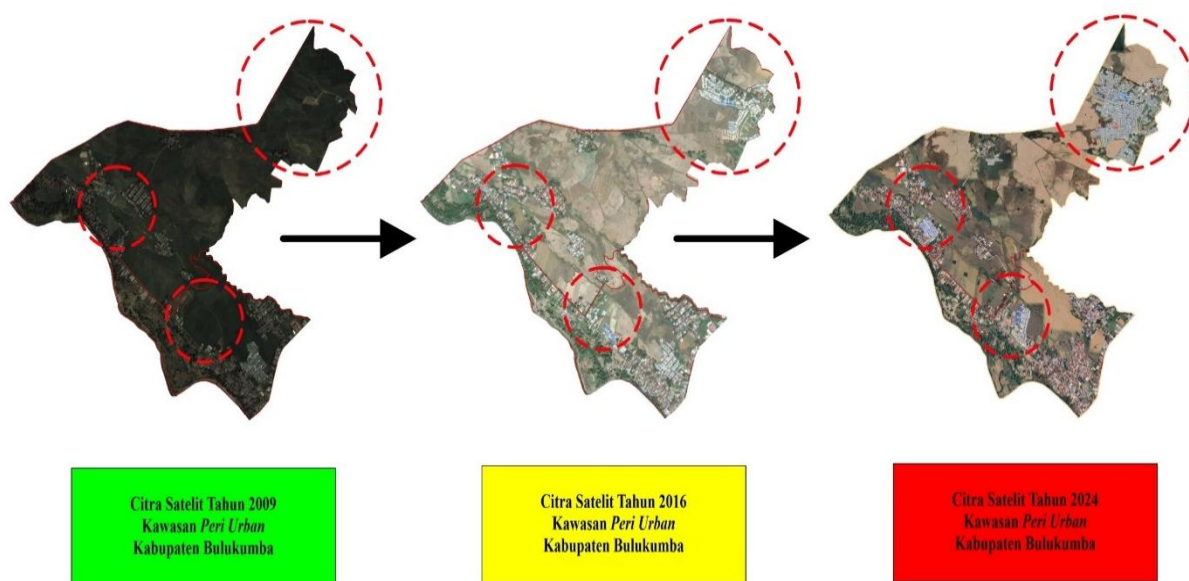 Citra Satelit Tahun 2009
Kawasan Peri Urban
Kabupaten Bulukumba
Citra Satelit Tahun 2016
Kawasan Peri Urban
Kabupaten Bulukumba
Citra Satelit Tahun 2024
Kawasan Peri Urban
Kabupaten Bulukumba